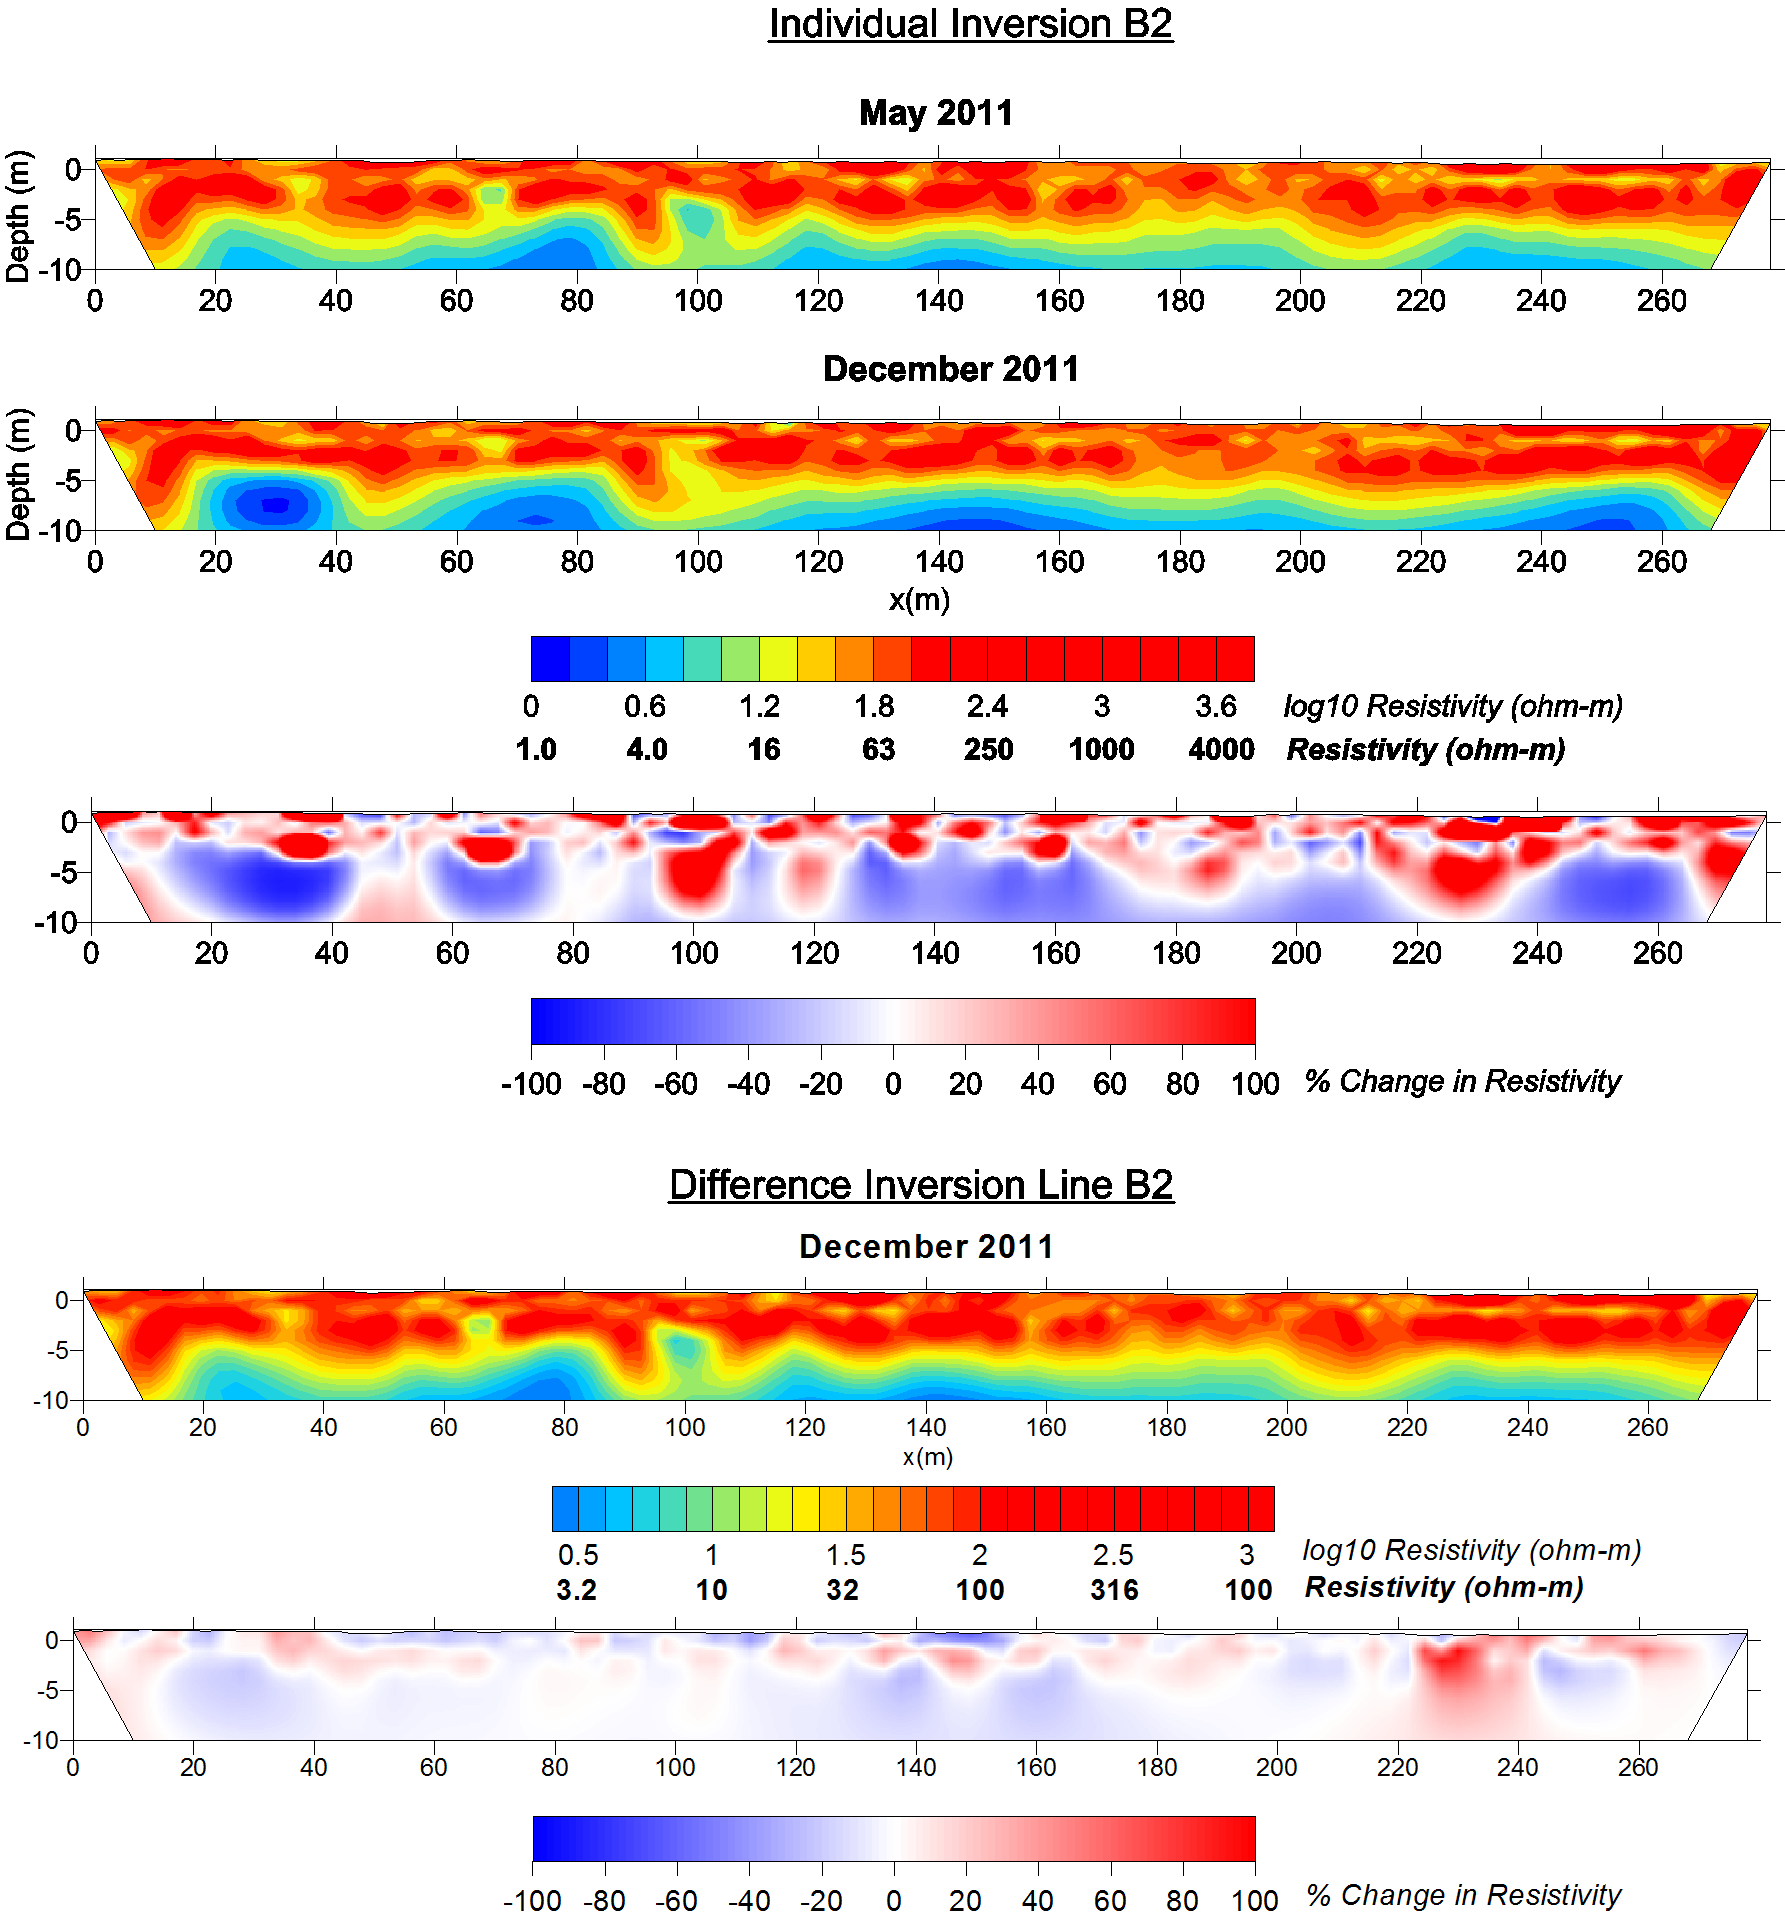 Individual Inversion B2
May 2011
Depth (m)
0
-5
-10
0 20 40 60 80 100 120 140 160 180 200 220 240 260
December 2011
Depth (m)
0
-5
-10
0 20 40 60 80 100 120 140 160 180 200 220 240 260
x(m)
0 0.6 1.2 1.8 2.4 3 3.6 log10 Resistivity (ohm-m)
1.0 4.0 16 63 250 1000 4000 Resistivity (ohm-m)
0
-5
-10
0 20 40 60 80 100 120 140 160 180 200 220 240 260
-100 -80 -60 -40 -20 0 20 40 60 80 100 % Change in Resistivity
Difference Inversion Line B2
December 2011
0
-5
-10
0 20 40 60 80 100 120 140 160 180 200 220 240 260
x(m)
0.5 1 1.5 2 2.5 3 log10 Resistivity (ohm-m)
3.2 10 32 100 316 100 Resistivity (ohm-m)
0
-5
-10
0 20 40 60 80 100 120 140 160 180 200 220 240 260
-100 -80 -60 -40 -20 0 20 40 60 80 100 % Change in Resistivity